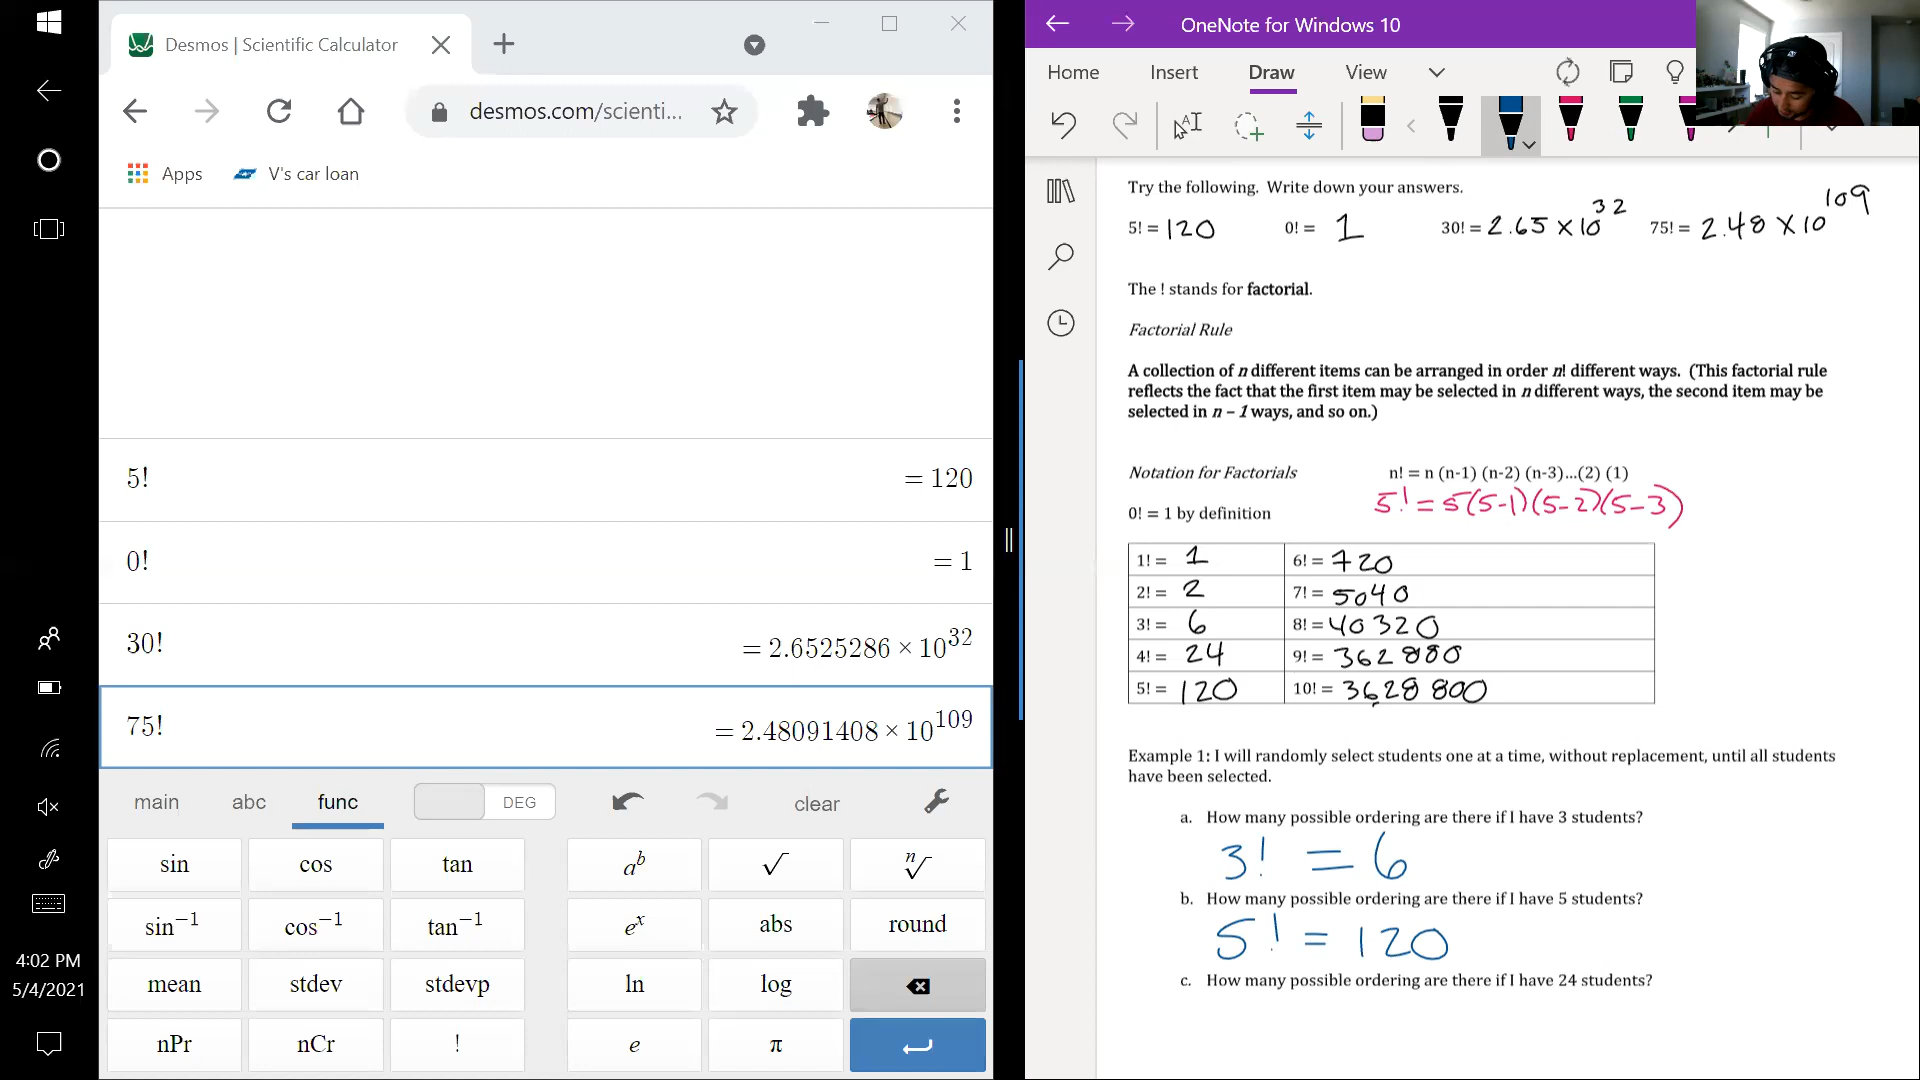 Desmos | Scientific Calculator
desmos.com/scienti...
Apps V's car loan
5! = 120
0! = 1
30! = 2.6525286 × 10^32
75! = 2.48091408 × 10^109
main abc func DEG clear
sin cos tan a^b √ ⁿ√
sin⁻¹ cos⁻¹ tan⁻¹ e^x abs round
mean stdev stdevp ln log
nPr nCr ! e π
4:02 PM
5/4/2021
OneNote for Windows 10
Home Insert Draw View
Try the following. Write down your answers.
5! = 120 0! = 1 30! = 2.65 × 10^32 75! = 2.48 × 10^109
The ! stands for factorial.
Factorial Rule
A collection of n different items can be arranged in order n! different ways. (This factorial rule
reflects the fact that the first item may be selected in n different ways, the second item may be
selected in n – 1 ways, and so on.)
Notation for Factorials n! = n (n-1) (n-2) (n-3)...(2) (1)
5! = 5(5-1)(5-2)(5-3)
0! = 1 by definition
1! = 1 6! = 720
2! = 2 7! = 5040
3! = 6 8! = 40320
4! = 24 9! = 362880
5! = 120 10! = 3628800
Example 1: I will randomly select students one at a time, without replacement, until all students
have been selected.
a. How many possible ordering are there if I have 3 students?
3! = 6
b. How many possible ordering are there if I have 5 students?
5! = 120
c. How many possible ordering are there if I have 24 students?